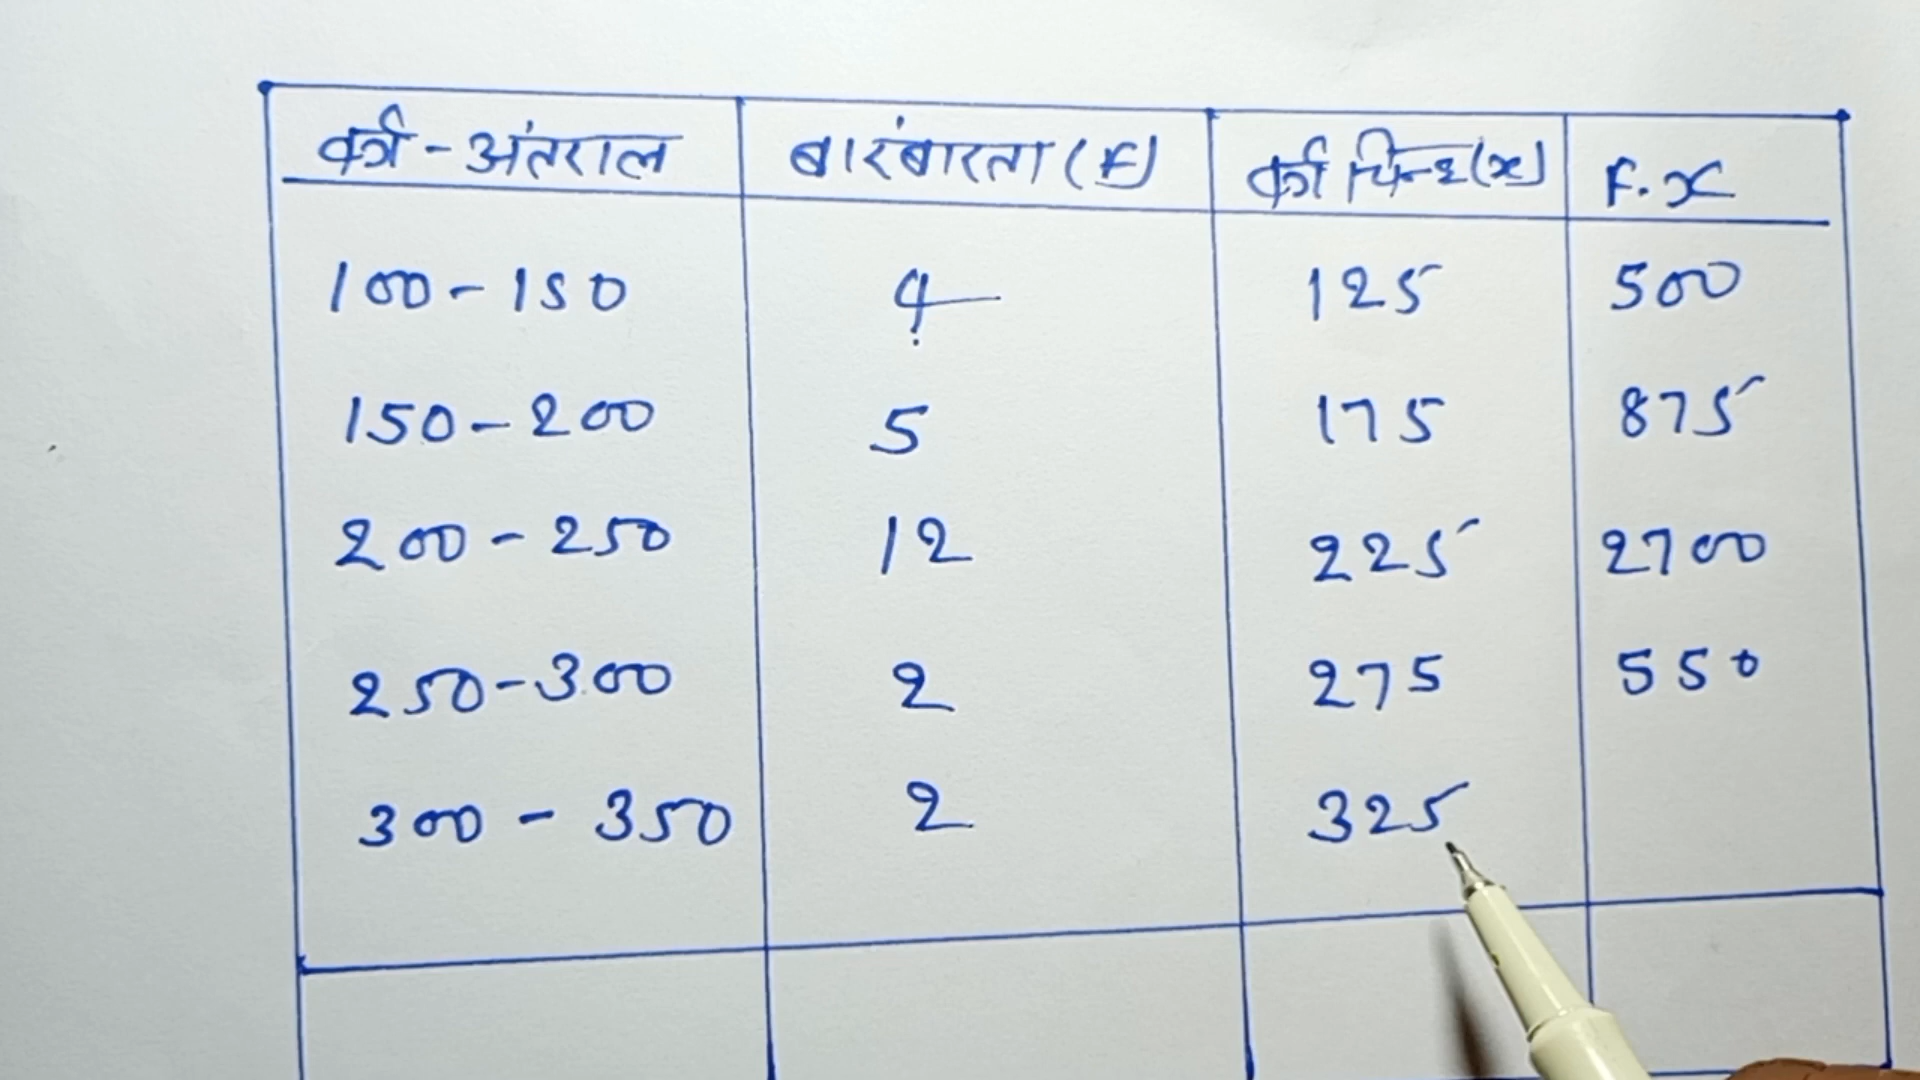 वर्ग - अंतराल बारंबारता (F) वर्ग चिन्ह (x) F.x
100 - 150 4 125 500
150 - 200 5 175 875
200 - 250 12 225 2700
250 - 300 2 275 550
300 - 350 2 325